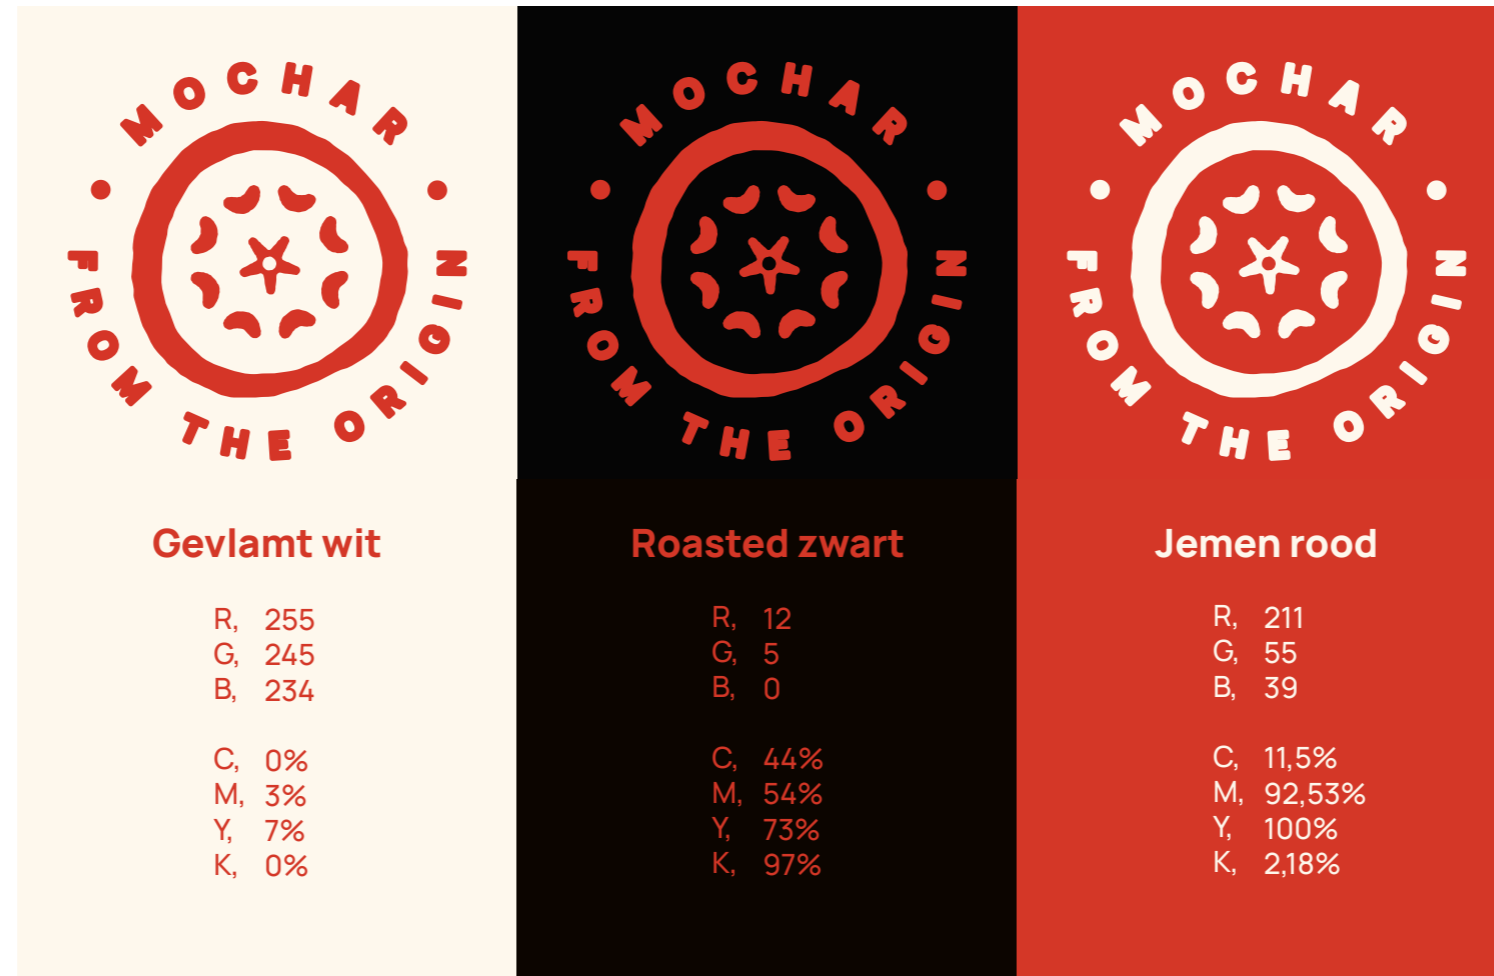 MOCHAR
FROM THE ORIGIN
Gevlamt wit
R, 255
G, 245
B, 234
C, 0%
M, 3%
Y, 7%
K, 0%
MOCHAR
FROM THE ORIGIN
Roasted zwart
R, 12
G, 5
B, 0
C, 44%
M, 54%
Y, 73%
K, 97%
MOCHAR
FROM THE ORIGIN
Jemen rood
R, 211
G, 55
B, 39
C, 11,5%
M, 92,53%
Y, 100%
K, 2,18%